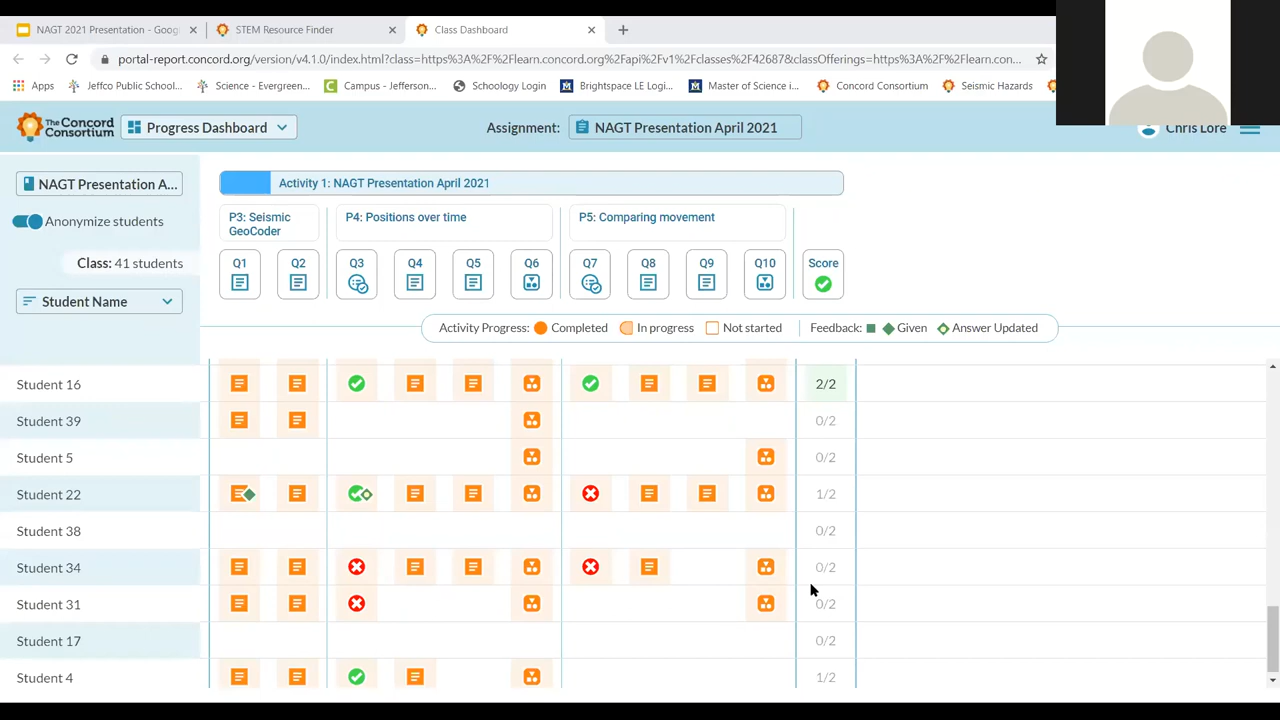 NAGT 2021 Presentation - Goog
STEM Resource Finder
Class Dashboard
portal-report.concord.org/version/v4.1.0/index.html?class=https%3A%2F%2Flearn.concord.org%2Fapi%2Fv1%2Fclasses%2F42687&classOfferings=https%3A%2F%2Flearn.con...
Apps Jeffco Public School... Science - Evergreen... Campus - Jefferson... Schoology Login Brightspace LE Logi... Master of Science i... Concord Consortium Seismic Hazards
The Concord Consortium
Progress Dashboard
Assignment: NAGT Presentation April 2021
Chris Lore
NAGT Presentation A...
Anonymize students
Class: 41 students
Student Name
Activity 1: NAGT Presentation April 2021
P3: Seismic GeoCoder
P4: Positions over time
P5: Comparing movement
Q1 Q2 Q3 Q4 Q5 Q6 Q7 Q8 Q9 Q10 Score
Activity Progress: Completed In progress Not started Feedback: Given Answer Updated
Student 16 2/2
Student 39 0/2
Student 5 0/2
Student 22 1/2
Student 38 0/2
Student 34 0/2
Student 31 0/2
Student 17 0/2
Student 4 1/2